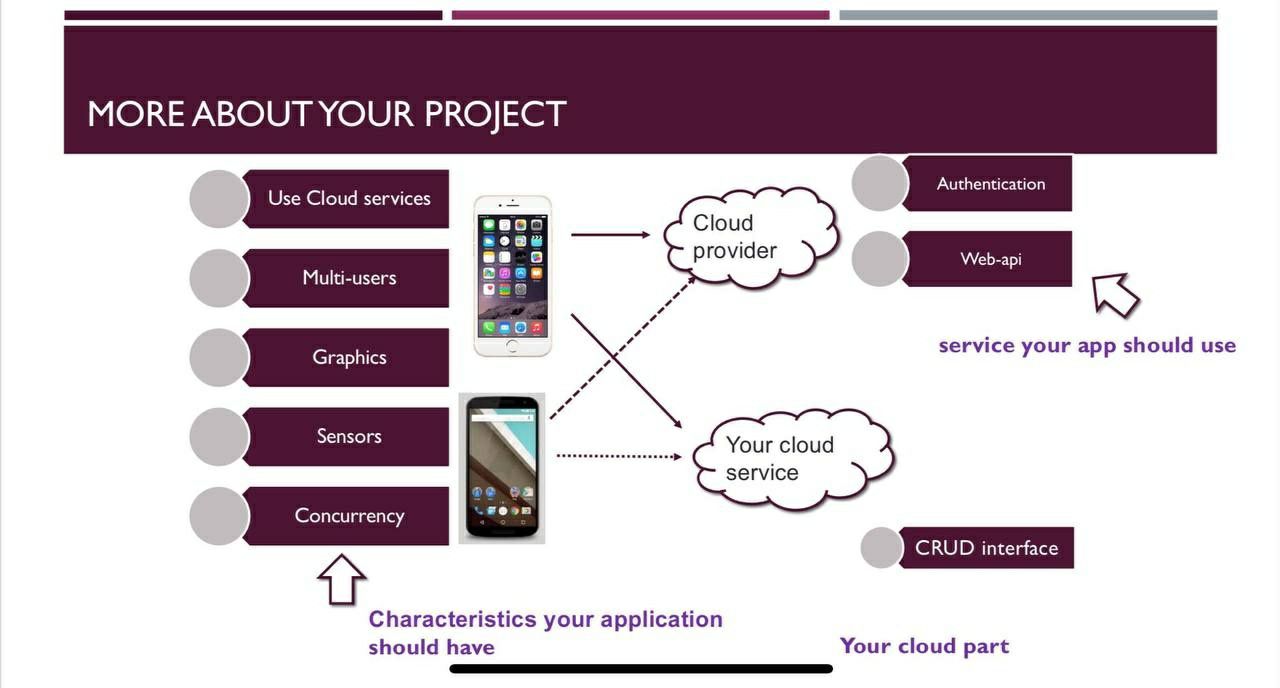 MORE ABOUT YOUR PROJECT
Use Cloud services
Multi-users
Graphics
Sensors
Concurrency
Characteristics your application
should have
Cloud
provider
Your cloud
service
Authentication
Web-api
service your app should use
CRUD interface
Your cloud part